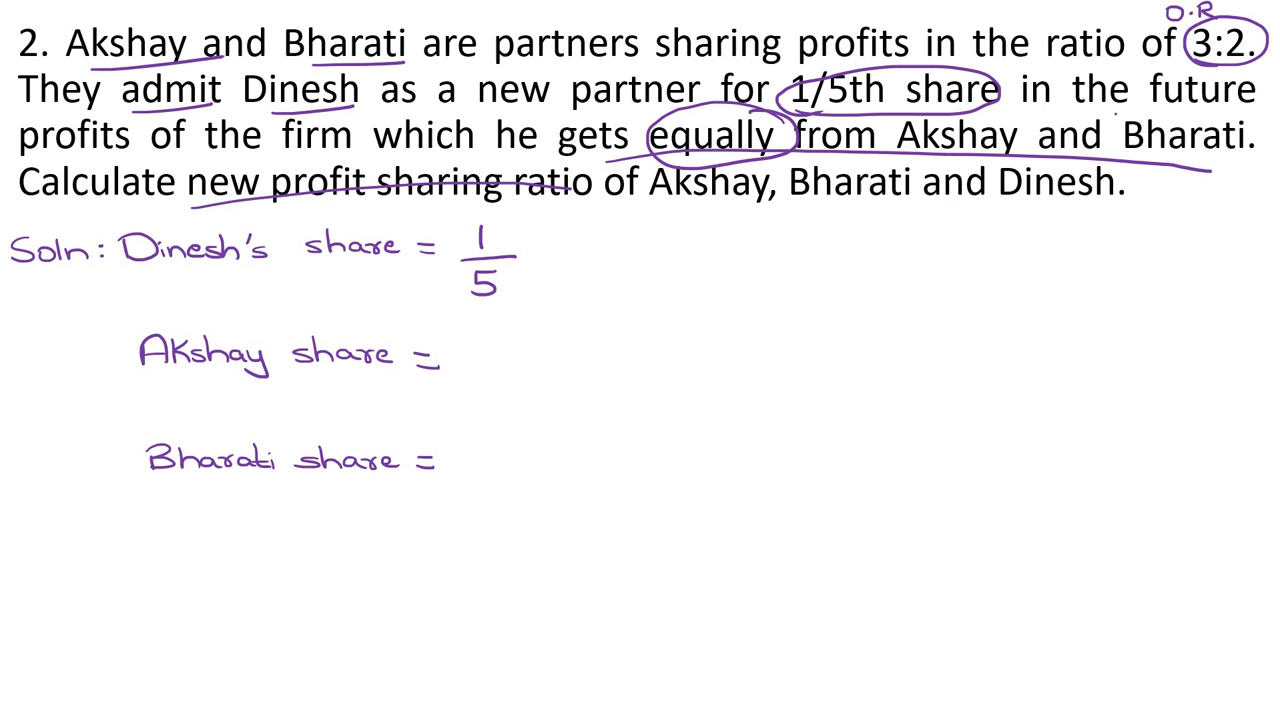 O.R
2. Akshay and Bharati are partners sharing profits in the ratio of 3:2.
They admit Dinesh as a new partner for 1/5th share in the future
profits of the firm which he gets equally from Akshay and Bharati.
Calculate new profit sharing ratio of Akshay, Bharati and Dinesh.
Soln: Dinesh's share = 1/5
Akshay share =
Bharati share =